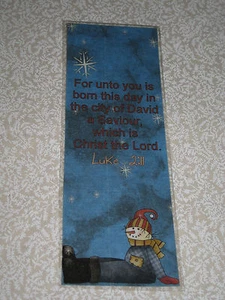 For unto you is
born this day in
the city of David
a Saviour,
which is
Christ the Lord.
Luke 2:11